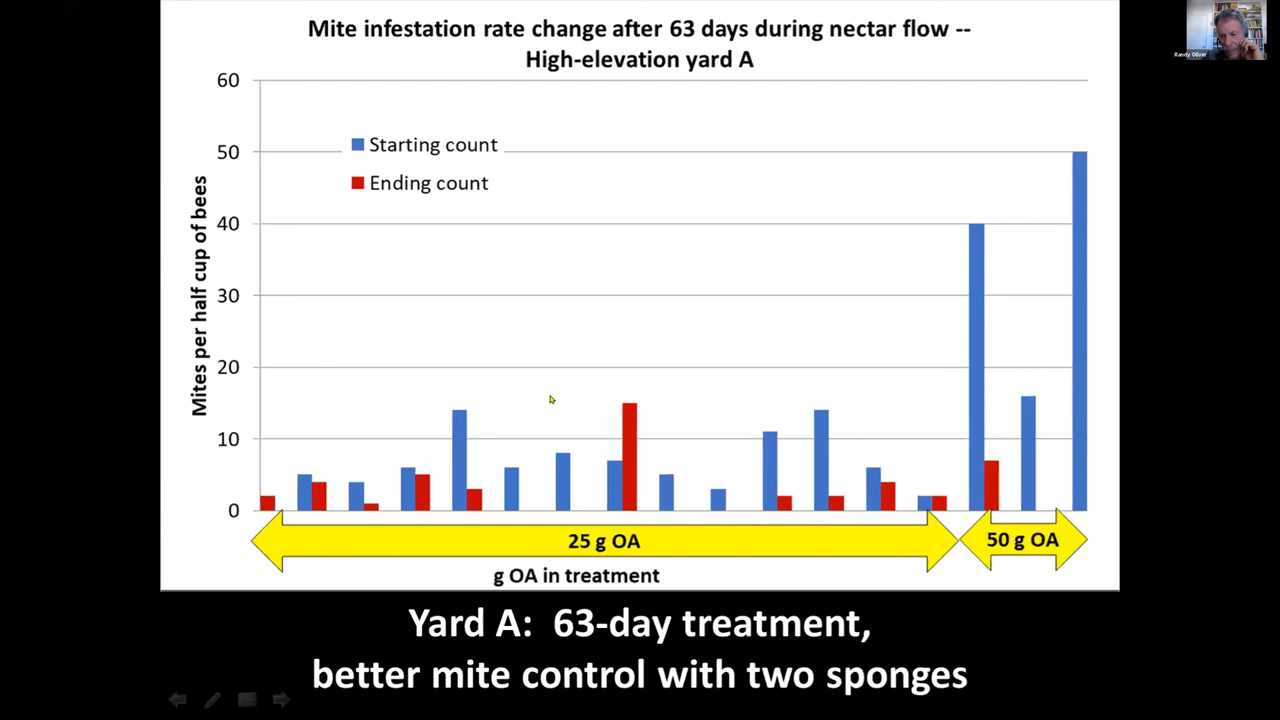 Mite infestation rate change after 63 days during nectar flow --
High-elevation yard A
Randy Oliver
60
50
40
30
20
10
0
Mites per half cup of bees
Starting count
Ending count
25 g OA
50 g OA
g OA in treatment
Yard A: 63-day treatment,
better mite control with two sponges